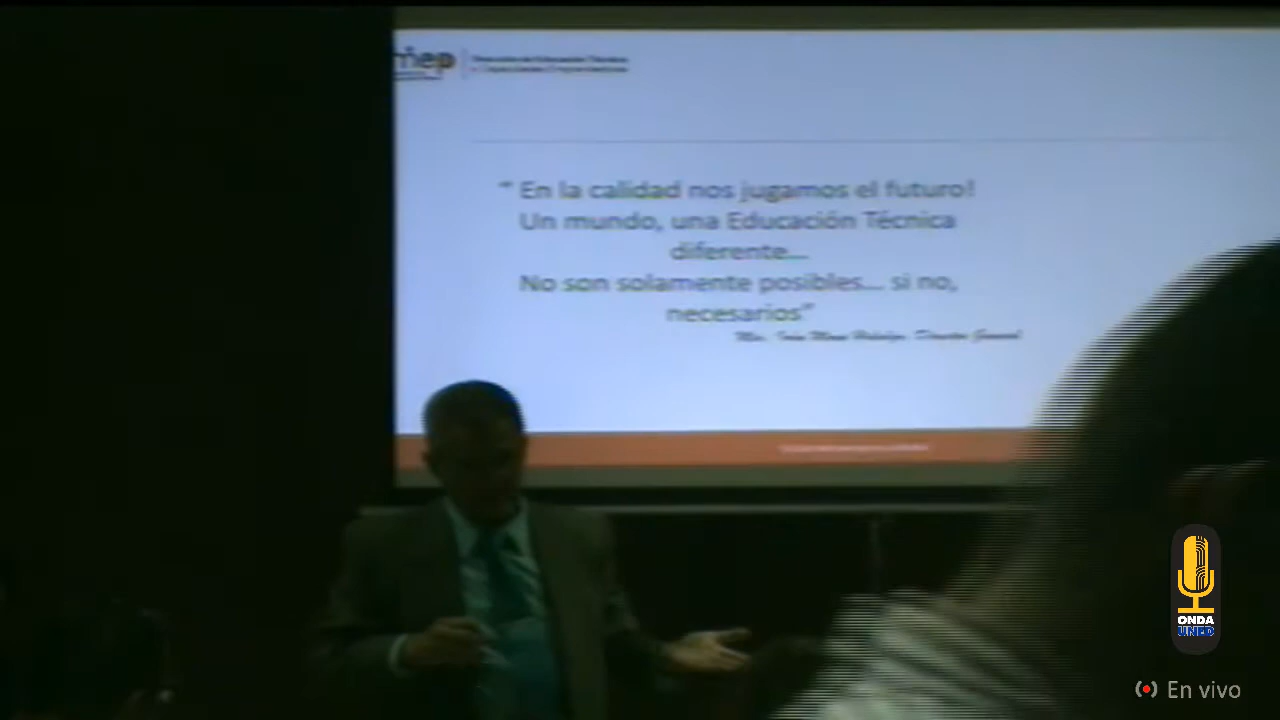 mep
" En la calidad nos jugamos el futuro!
Un mundo, una Educación Técnica
diferente...
No son solamente posibles... si no,
necesarios"
ONDA
UNED
En vivo